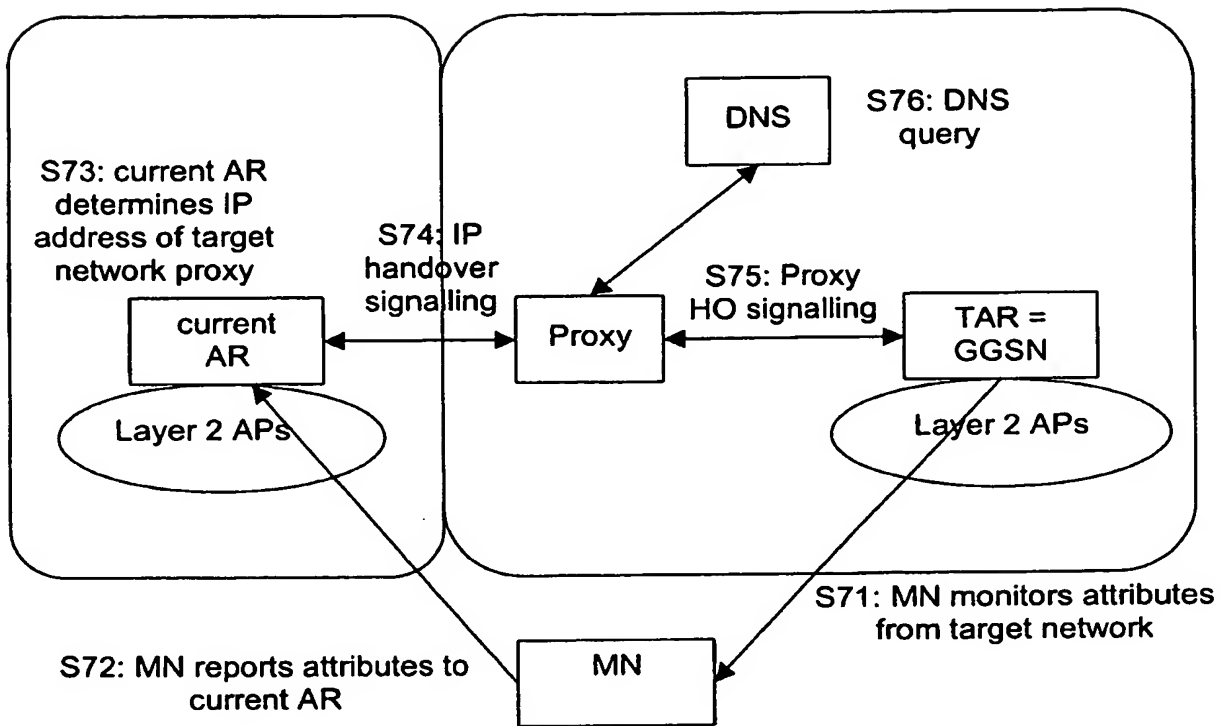 DNS
S76: DNS
query
S73: current AR
determines IP
address of target
network proxy
S74: IP
handover
signalling
S75: Proxy
HO signalling
current
AR
Proxy
TAR =
GGSN
Layer 2 APs
Layer 2 APs
S71: MN monitors attributes
from target network
S72: MN reports attributes to
current AR
MN